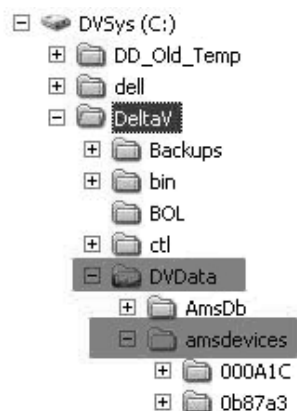 DVSys (C:)
DD_Old_Temp
dell
DeltaV
Backups
bin
BOL
ctl
DVData
AmsDb
amsdevices
000A1C
0b87a3